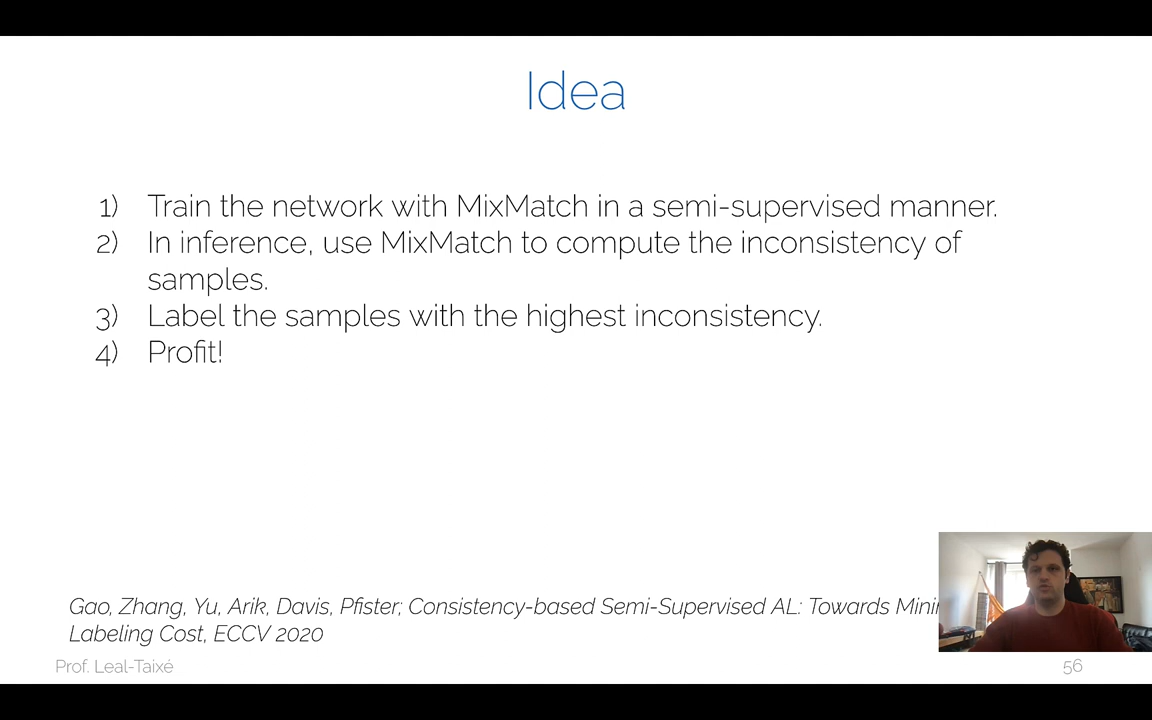 Idea
1) Train the network with MixMatch in a semi-supervised manner.
2) In inference, use MixMatch to compute the inconsistency of
samples.
3) Label the samples with the highest inconsistency.
4) Profit!
Gao, Zhang, Yu, Arik, Davis, Pfister; Consistency-based Semi-Supervised AL: Towards
Labeling Cost, ECCV 2020
Prof. Leal-Taixé
56